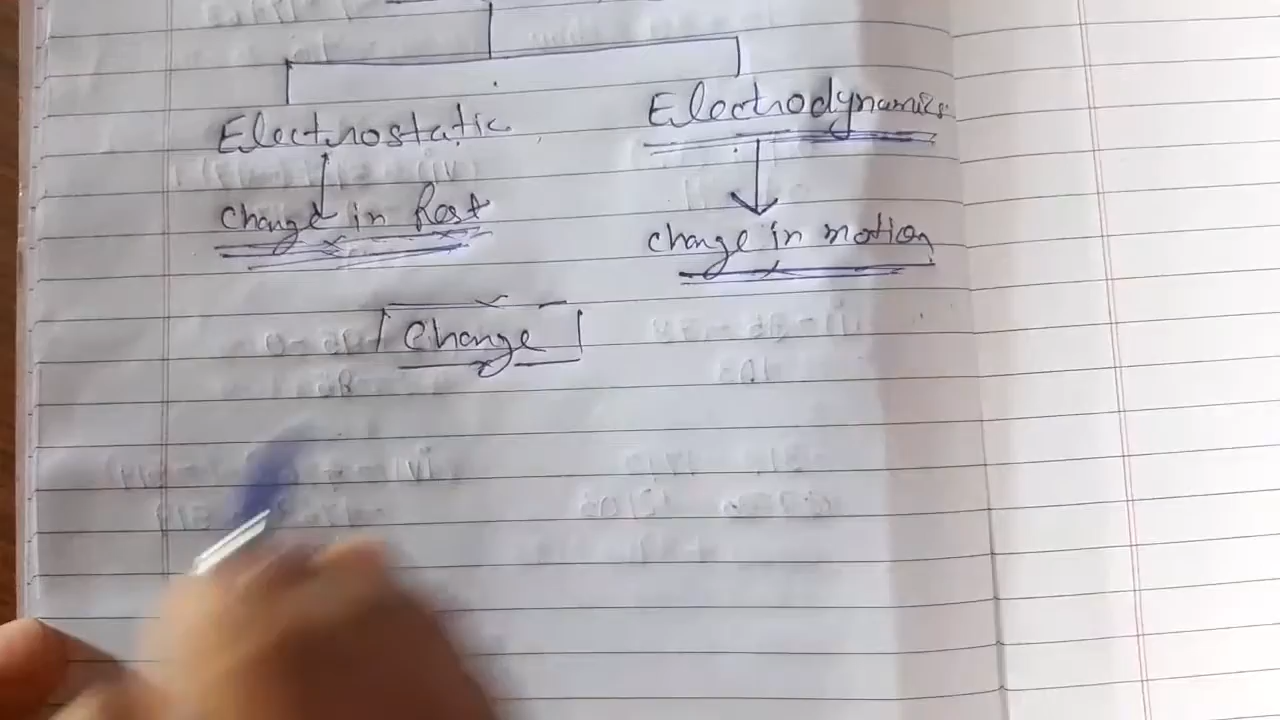 Electrostatic
Electrodynamics
Change in Rest
change in motion
Change